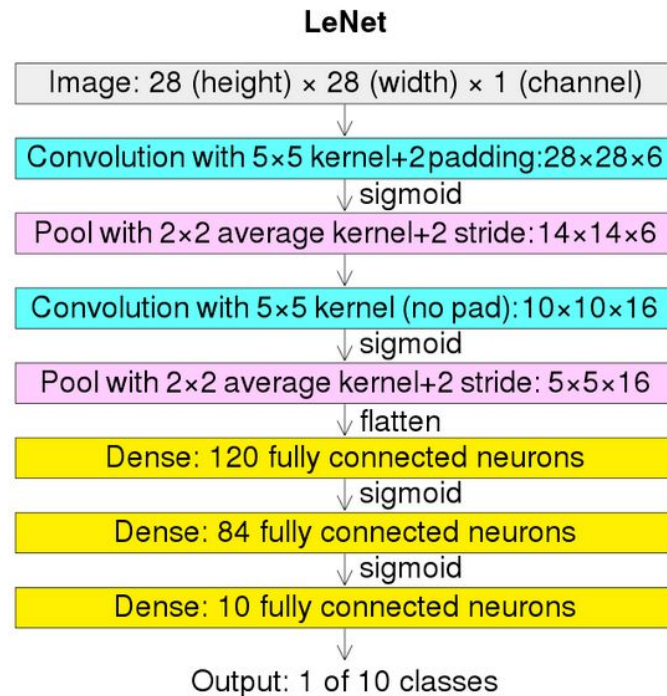 LeNet
Image: 28 (height) × 28 (width) × 1 (channel)
Convolution with 5×5 kernel+2 padding:28×28×6
sigmoid
Pool with 2×2 average kernel+2 stride:14×14×6
Convolution with 5×5 kernel (no pad):10×10×16
sigmoid
Pool with 2×2 average kernel+2 stride: 5×5×16
flatten
Dense: 120 fully connected neurons
sigmoid
Dense: 84 fully connected neurons
sigmoid
Dense: 10 fully connected neurons
Output: 1 of 10 classes